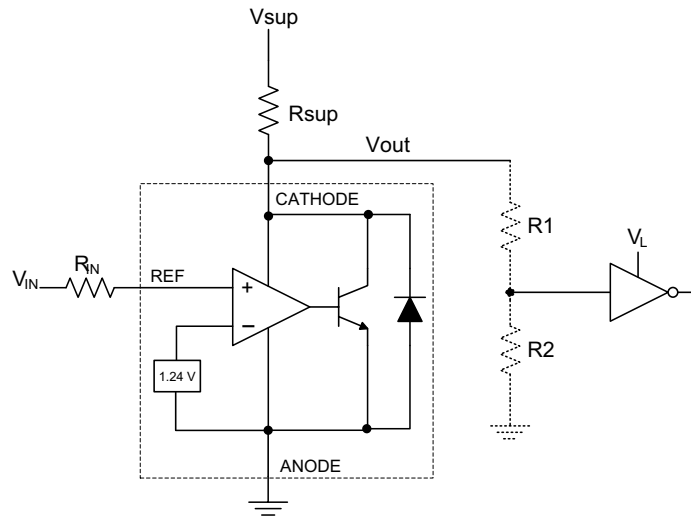 Vsup
Rsup
Vout
CATHODE
R1
VL
RIN
VIN
REF
+
−
R2
1.24 V
ANODE